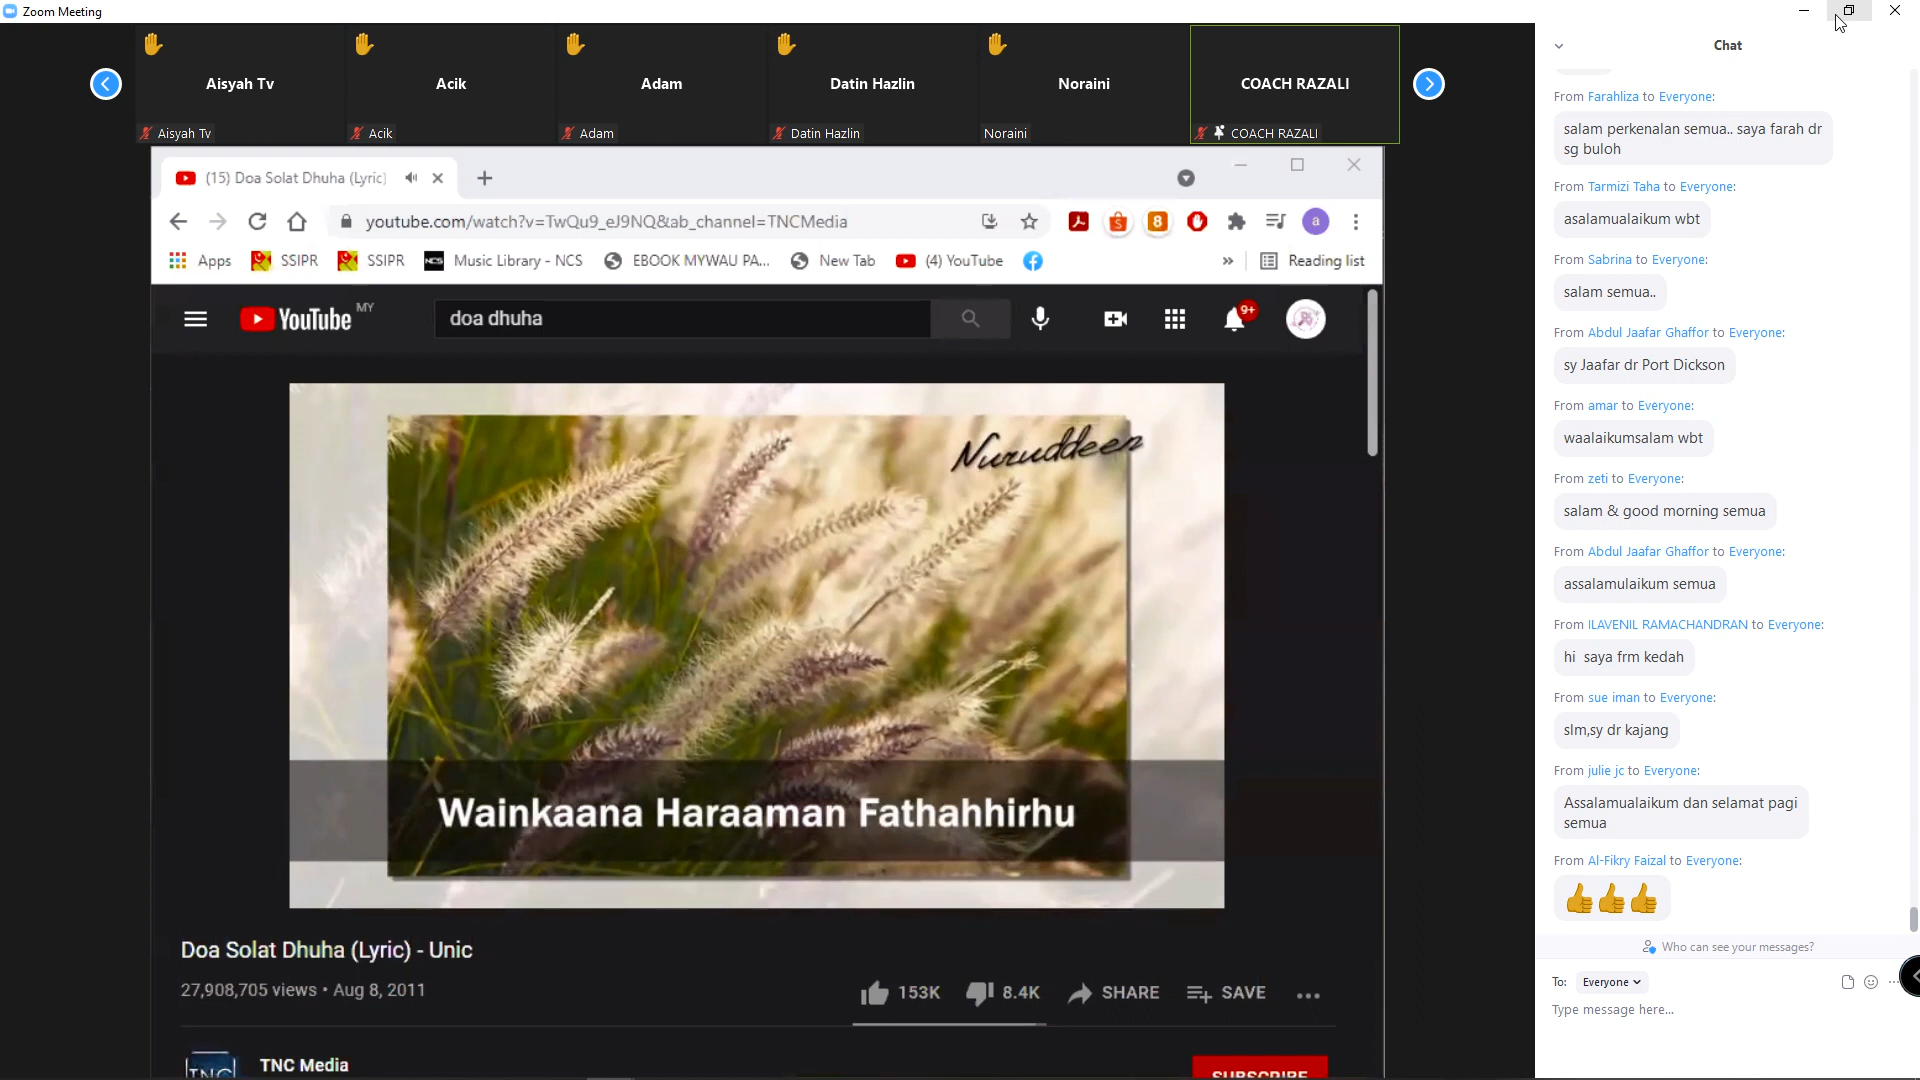 Zoom Meeting
Aisyah Tv
Acik
Adam
Datin Hazlin
Noraini
COACH RAZALI
Aisyah Tv
Acik
Adam
Datin Hazlin
Noraini
COACH RAZALI
(15) Doa Solat Dhuha (Lyric)
youtube.com/watch?v=TwQu9_eJ9NQ&ab_channel=TNCMedia
8
a
Apps
SSIPR
SSIPR
NCS
Music Library - NCS
EBOOK MYWAU PA...
New Tab
(4) YouTube
»
Reading list
YouTube MY
doa dhuha
9+
Nuruddeen
Wainkaana Haraaman Fathahhirhu
Doa Solat Dhuha (Lyric) - Unic
27,908,705 views • Aug 8, 2011
153K
8.4K
SHARE
SAVE
TNC
TNC Media
SUBSCRIBE
Chat
From Farahliza to Everyone:
salam perkenalan semua.. saya farah dr
sg buloh
From Tarmizi Taha to Everyone:
asalamualaikum wbt
From Sabrina to Everyone:
salam semua..
From Abdul Jaafar Ghaffor to Everyone:
sy Jaafar dr Port Dickson
From amar to Everyone:
waalaikumsalam wbt
From zeti to Everyone:
salam & good morning semua
From Abdul Jaafar Ghaffor to Everyone:
assalamulaikum semua
From ILAVENIL RAMACHANDRAN to Everyone:
hi  saya frm kedah
From sue iman to Everyone:
slm,sy dr kajang
From julie jc to Everyone:
Assalamualaikum dan selamat pagi
semua
From Al-Fikry Faizal to Everyone:
👍👍👍
Who can see your messages?
To: Everyone
Type message here...